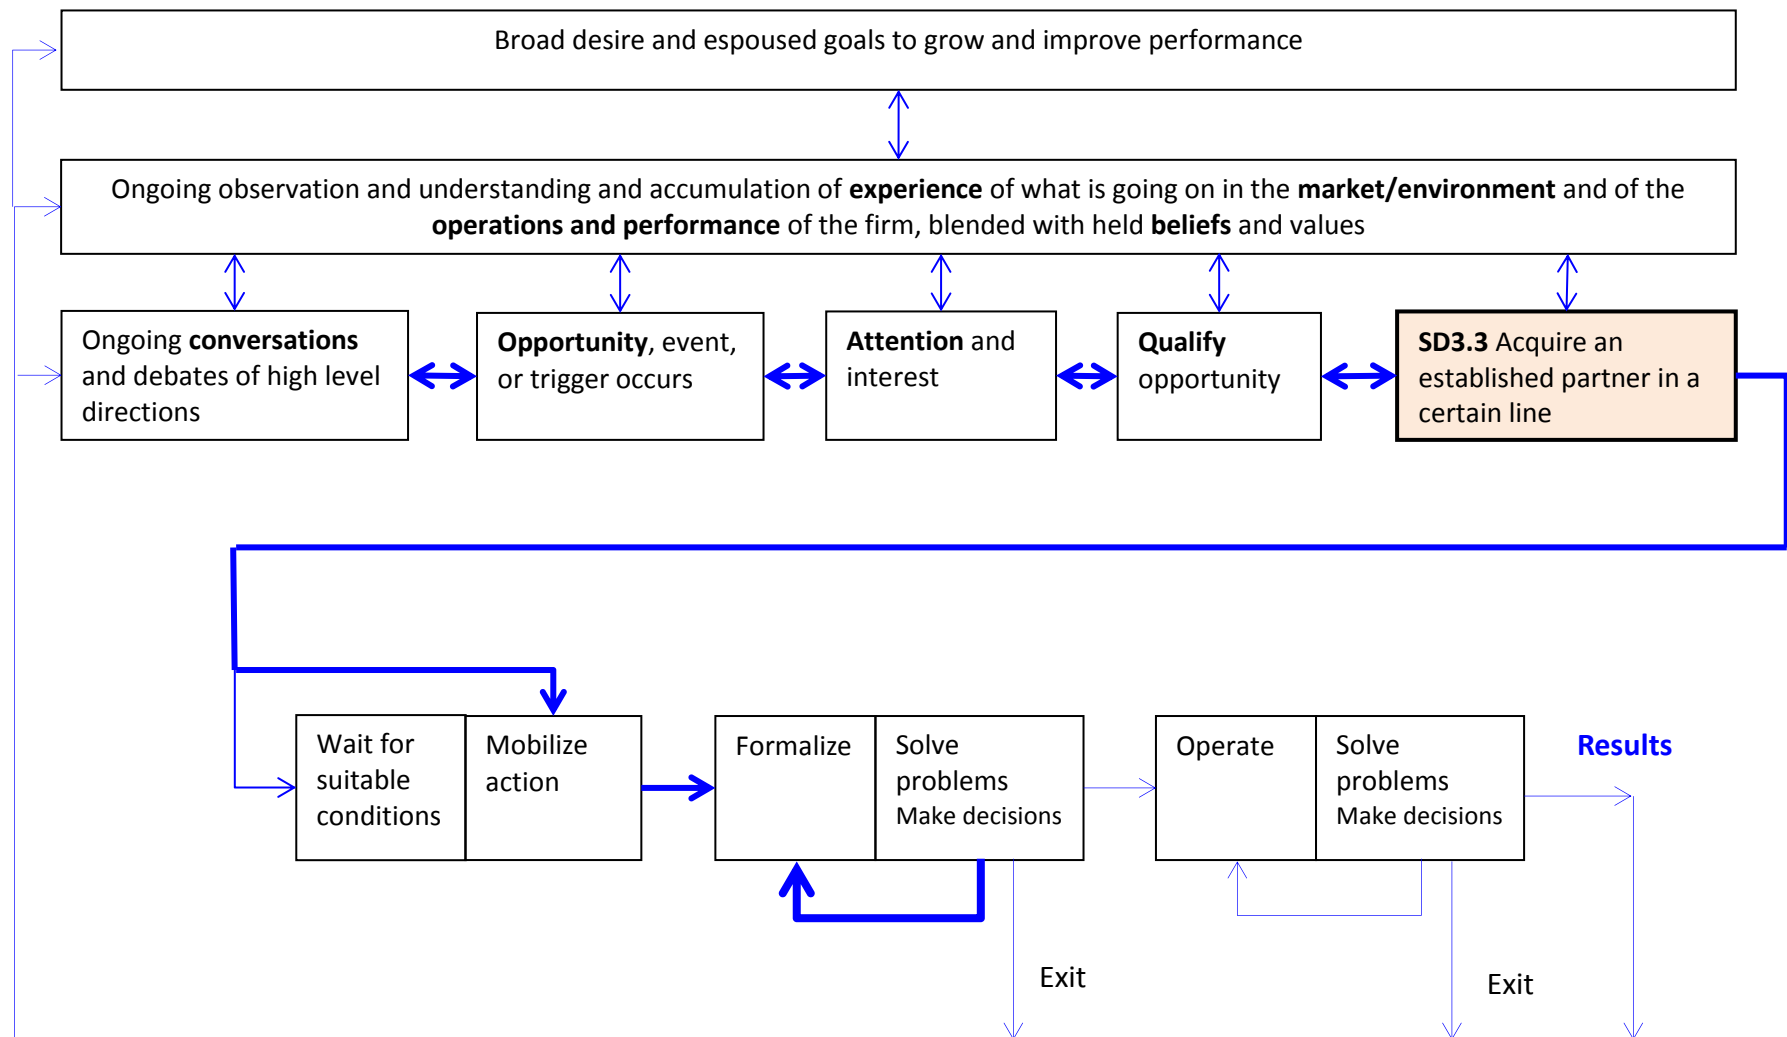 Broad desire and espoused goals to grow and improve performance
Ongoing observation and understanding and accumulation of experience of what is going on in the market/environment and of the
operations and performance of the firm, blended with held beliefs and values
Ongoing conversations
and debates of high level
directions
Opportunity, event,
or trigger occurs
Attention and
interest
Qualify
opportunity
SD3.3 Acquire an
established partner in a
certain line
Wait for
suitable
conditions
Mobilize
action
Formalize
Solve
problems
Make decisions
Operate
Solve
problems
Make decisions
Results
Exit
Exit